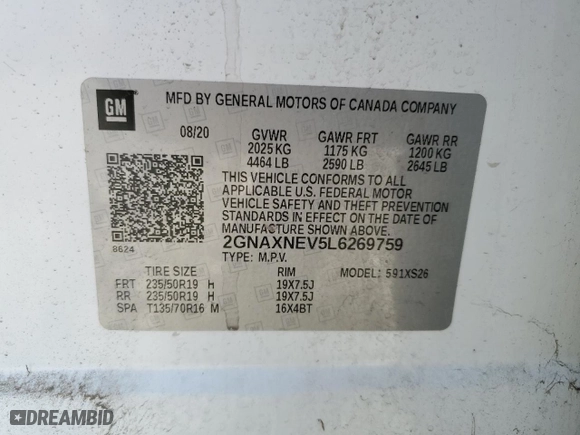 GM
MFD BY GENERAL MOTORS OF CANADA COMPANY
08/20 GVWR GAWR FRT GAWR RR
2025 KG 1175 KG 1200 KG
4464 LB 2590 LB 2645 LB
THIS VEHICLE CONFORMS TO ALL
APPLICABLE U.S. FEDERAL MOTOR
VEHICLE SAFETY AND THEFT PREVENTION
STANDARDS IN EFFECT ON THE DATE OF
MANUFACTURE SHOWN ABOVE.
8624 2GNAXNEV5L6269759
TYPE: M.P.V.
TIRE SIZE RIM MODEL: 591XS26
FRT 235/50R19 H 19X7.5J
RR 235/50R19 H 19X7.5J
SPA T135/70R16 M 16X4BT
DREAMBID